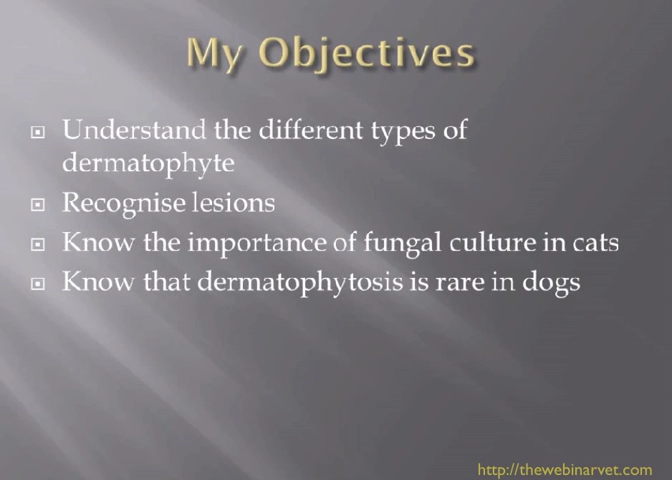 My Objectives
Understand the different types of
dermatophyte
Recognise lesions
Know the importance of fungal culture in cats
Know that dermatophytosis is rare in dogs
http://thewebinarvet.com/